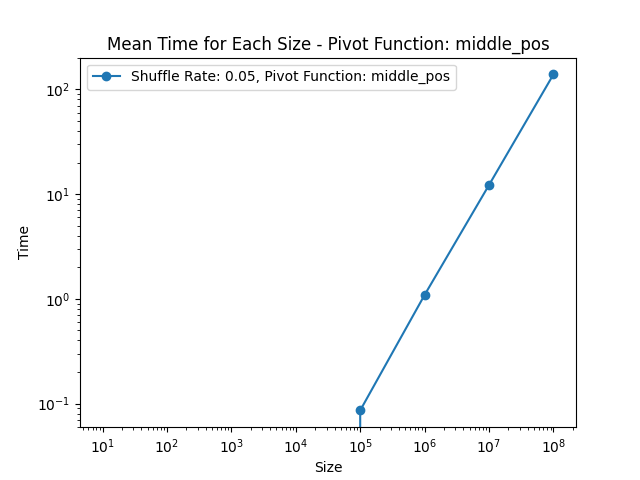 Mean Time for Each Size - Pivot Function: middle_pos
Shuffle Rate: 0.05, Pivot Function: middle_pos
10²
10¹
10⁰
10⁻¹
Time
10¹ 10² 10³ 10⁴ 10⁵ 10⁶ 10⁷ 10⁸
Size